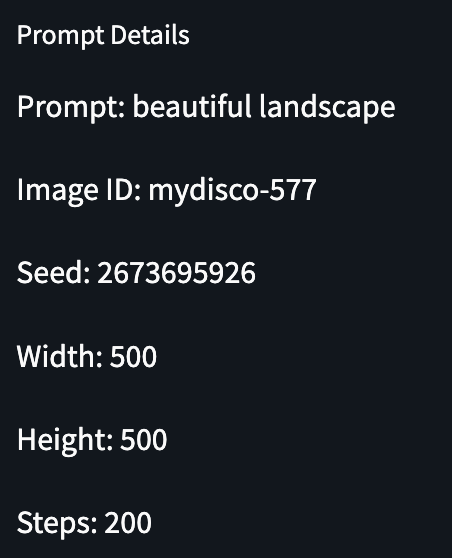 Prompt Details
Prompt: beautiful landscape
Image ID: mydisco-577
Seed: 2673695926
Width: 500
Height: 500
Steps: 200